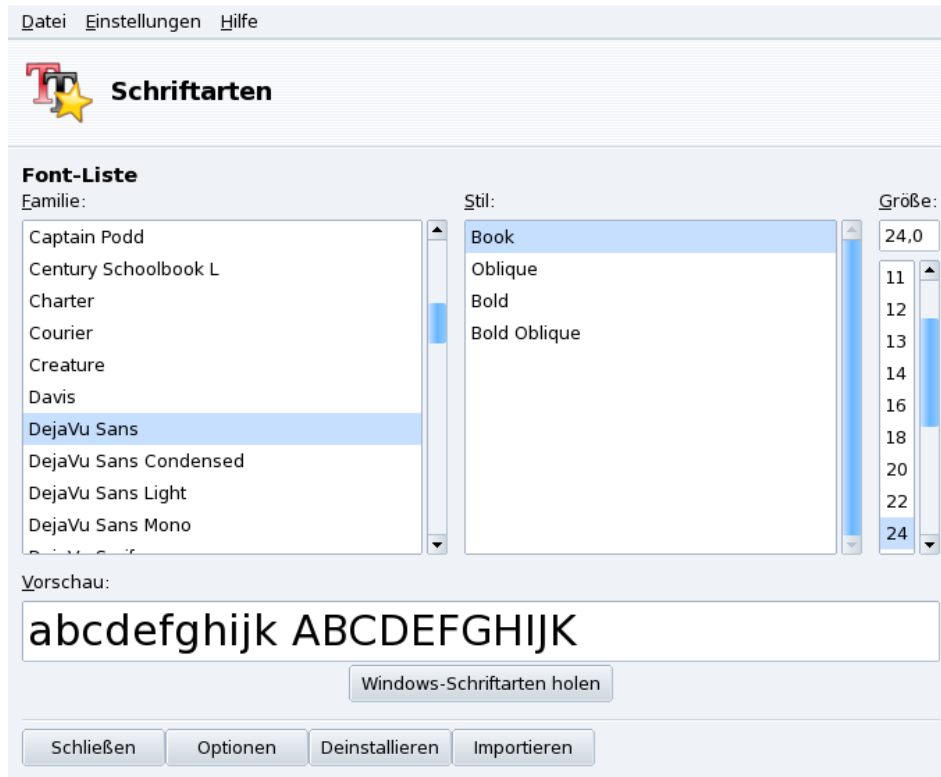 Datei Einstellungen Hilfe
Schriftarten
Font-Liste
Familie: Stil: Größe:
Captain Podd Book 24,0
Century Schoolbook L Oblique 11
Charter Bold 12
Courier Bold Oblique 13
Creature 14
Davis 16
DejaVu Sans 18
DejaVu Sans Condensed 20
DejaVu Sans Light 22
DejaVu Sans Mono 24
Vorschau:
abcdefghijk ABCDEFGHIJK
Windows-Schriftarten holen
Schließen Optionen Deinstallieren Importieren